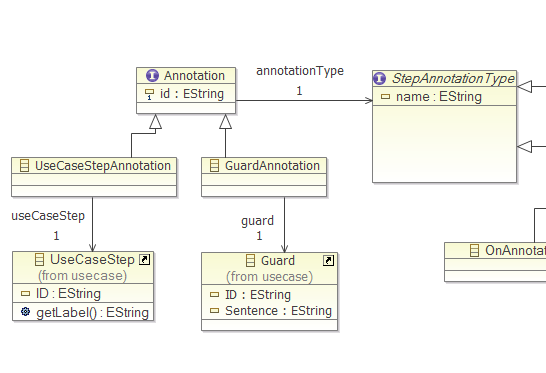 Annotation
id : EString
annotationType
1
StepAnnotationType
name : EString
UseCaseStepAnnotation
GuardAnnotation
useCaseStep
1
guard
1
UseCaseStep
(from usecase)
ID : EString
getLabel() : EString
Guard
(from usecase)
ID : EString
Sentence : EString
OnAnnotat